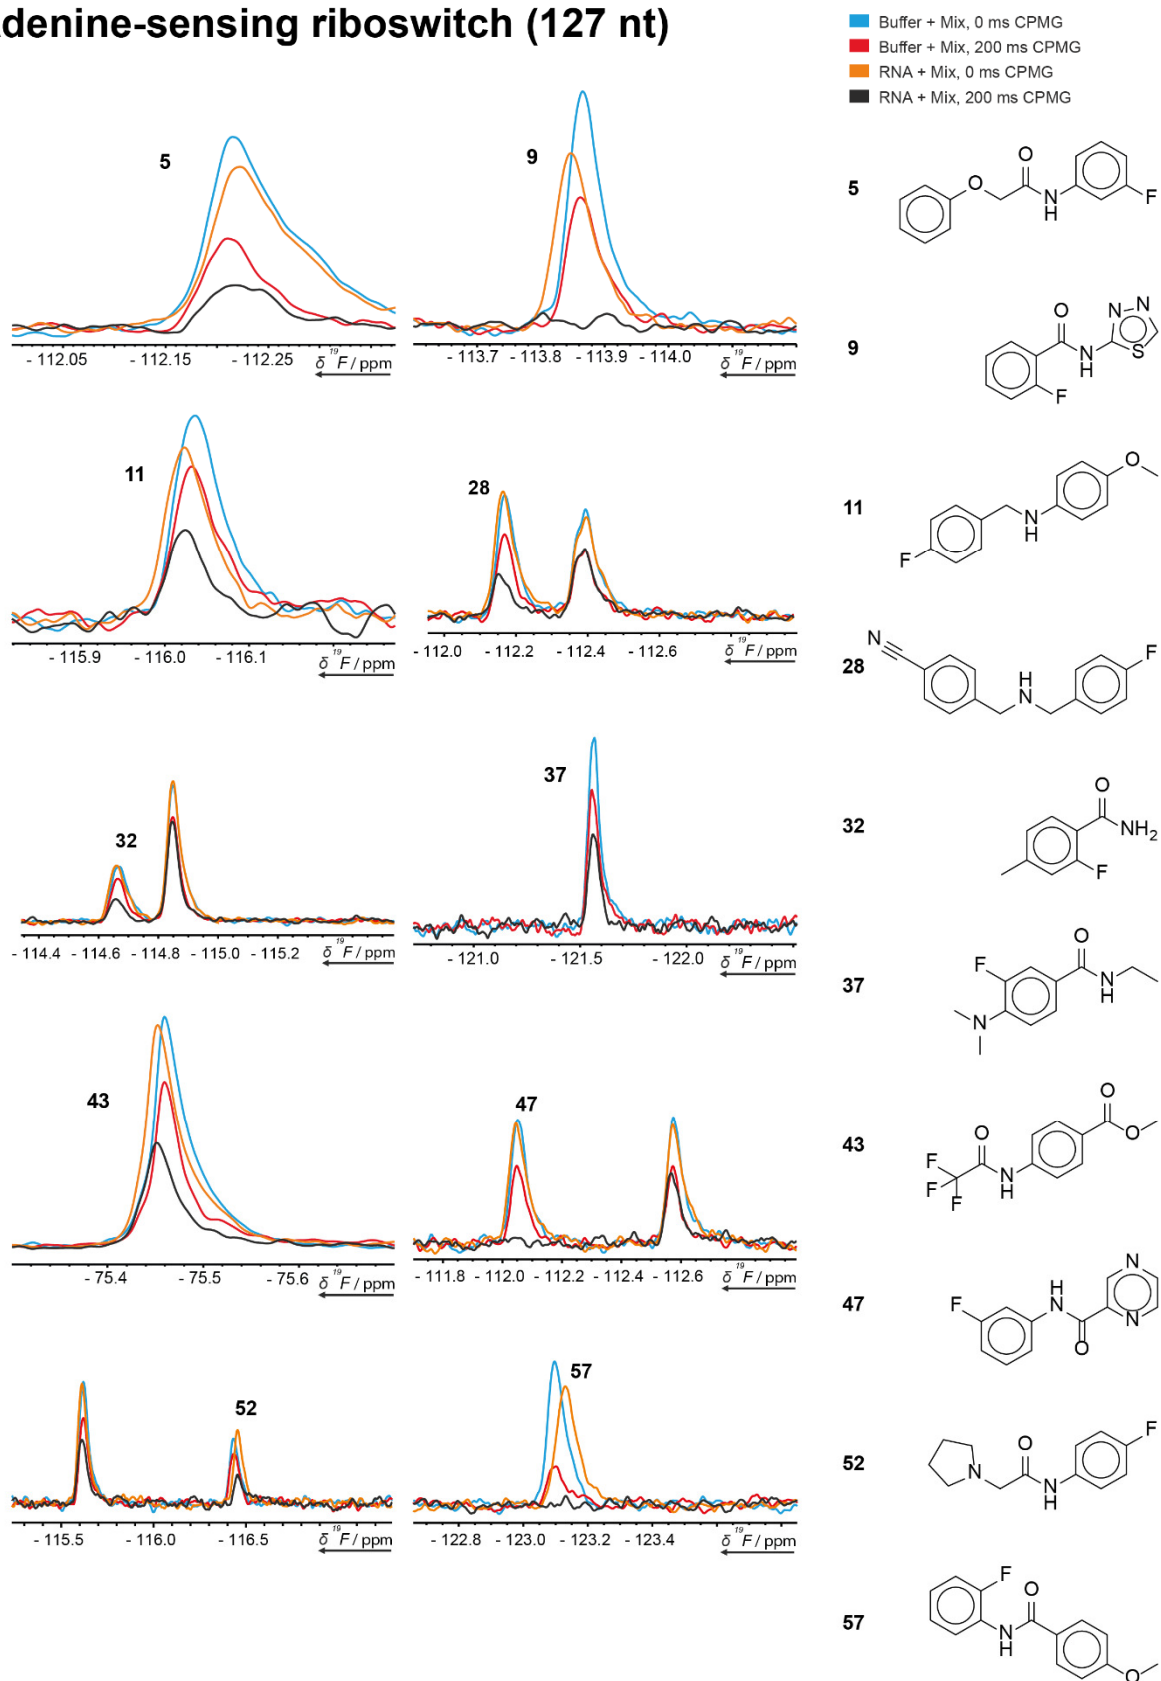 denine-sensing riboswitch (127 nt)
Buffer + Mix, 0 ms CPMG
Buffer + Mix, 200 ms CPMG
RNA + Mix, 0 ms CPMG
RNA + Mix, 200 ms CPMG
5
- 112.05 - 112.15 - 112.25
δ 19F / ppm
9
- 113.7 - 113.8 - 113.9 - 114.0
δ 19F / ppm
5
O
O
N
H
F
9
O
N
H
N
N
S
F
11
- 115.9 - 116.0 - 116.1
δ 19F / ppm
28
- 112.0 - 112.2 - 112.4 - 112.6
δ 19F / ppm
11
F
N
H
O
28
N
H
N
F
32
- 114.4 - 114.6 - 114.8 - 115.0 - 115.2
δ 19F / ppm
37
- 121.0 - 121.5 - 122.0
δ 19F / ppm
32
O
NH2
F
37
F
O
N
H
N
43
- 75.4 - 75.5 - 75.6
δ 19F / ppm
47
- 111.8 - 112.0 - 112.2 - 112.4 - 112.6
δ 19F / ppm
43
O
O
O
F
F
F
N
H
47
F
H
N
O
N
N
52
- 115.5 - 116.0 - 116.5
δ 19F / ppm
57
- 122.8 - 123.0 - 123.2 - 123.4
δ 19F / ppm
52
N
O
N
H
F
57
F
O
N
H
O